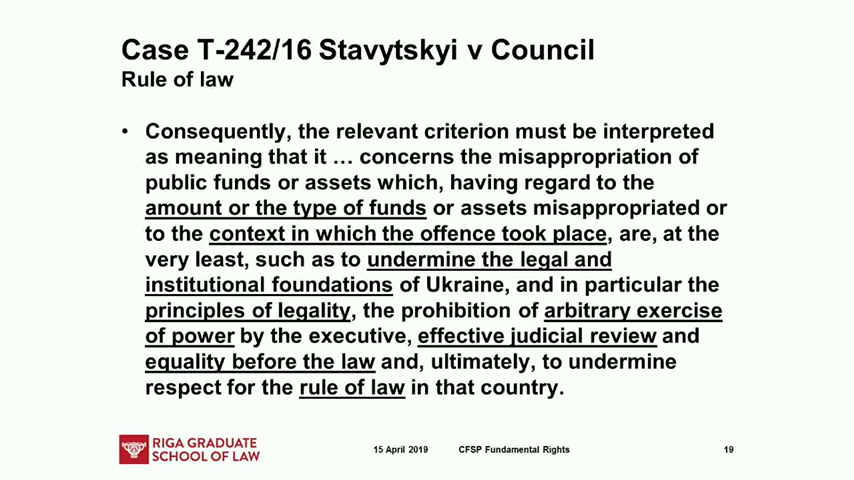 Case T-242/16 Stavytskyi v Council
Rule of law
• Consequently, the relevant criterion must be interpreted
as meaning that it … concerns the misappropriation of
public funds or assets which, having regard to the
amount or the type of funds or assets misappropriated or
to the context in which the offence took place, are, at the
very least, such as to undermine the legal and
institutional foundations of Ukraine, and in particular the
principles of legality, the prohibition of arbitrary exercise
of power by the executive, effective judicial review and
equality before the law and, ultimately, to undermine
respect for the rule of law in that country.
RIGA GRADUATE
SCHOOL OF LAW
15 April 2019 CFSP Fundamental Rights 19